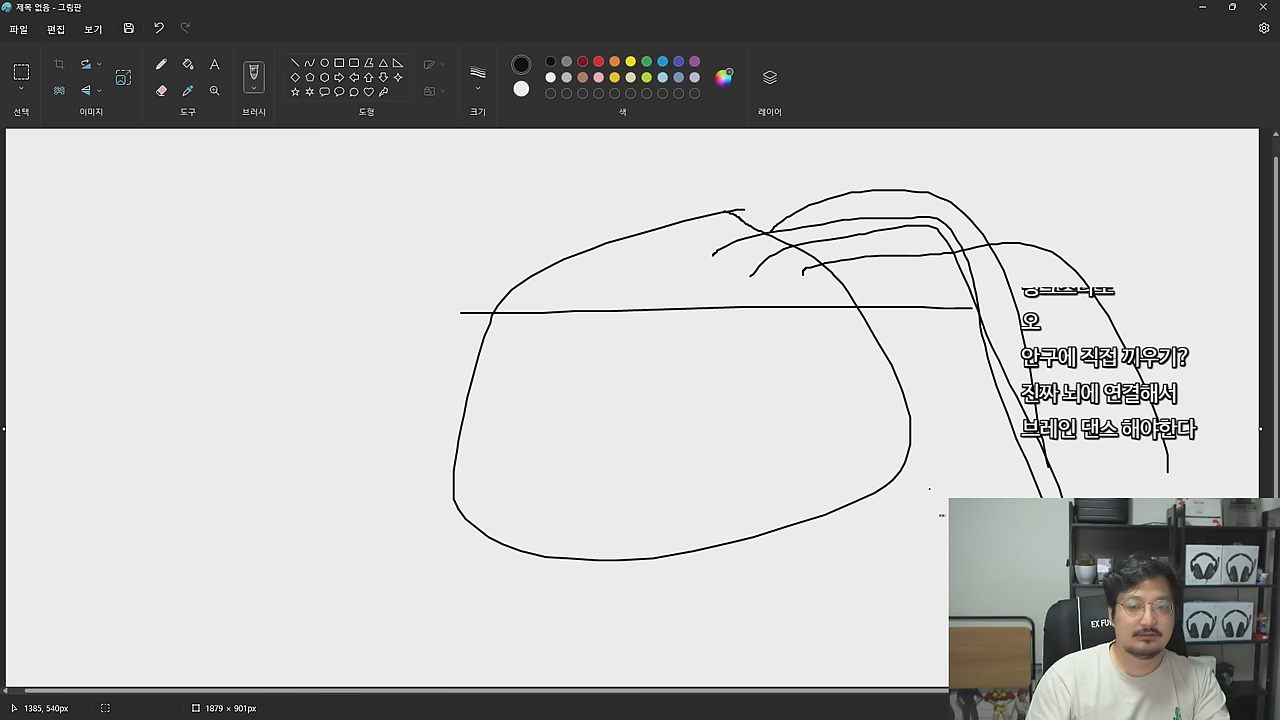 제목 없음 - 그림판
파일 편집 보기
선택 이미지 도구 브러시 도형 크기 색 레이어
오
안구에 직접 끼우기?
진짜 뇌에 연결해서
브레인 댄스 해야한다
EX FU
1385, 540px
1879 × 901px